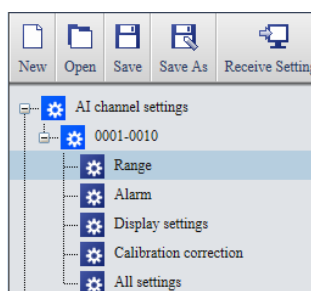 New Open Save Save As Receive Setting
AI channel settings
0001-0010
Range
Alarm
Display settings
Calibration correction
All settings